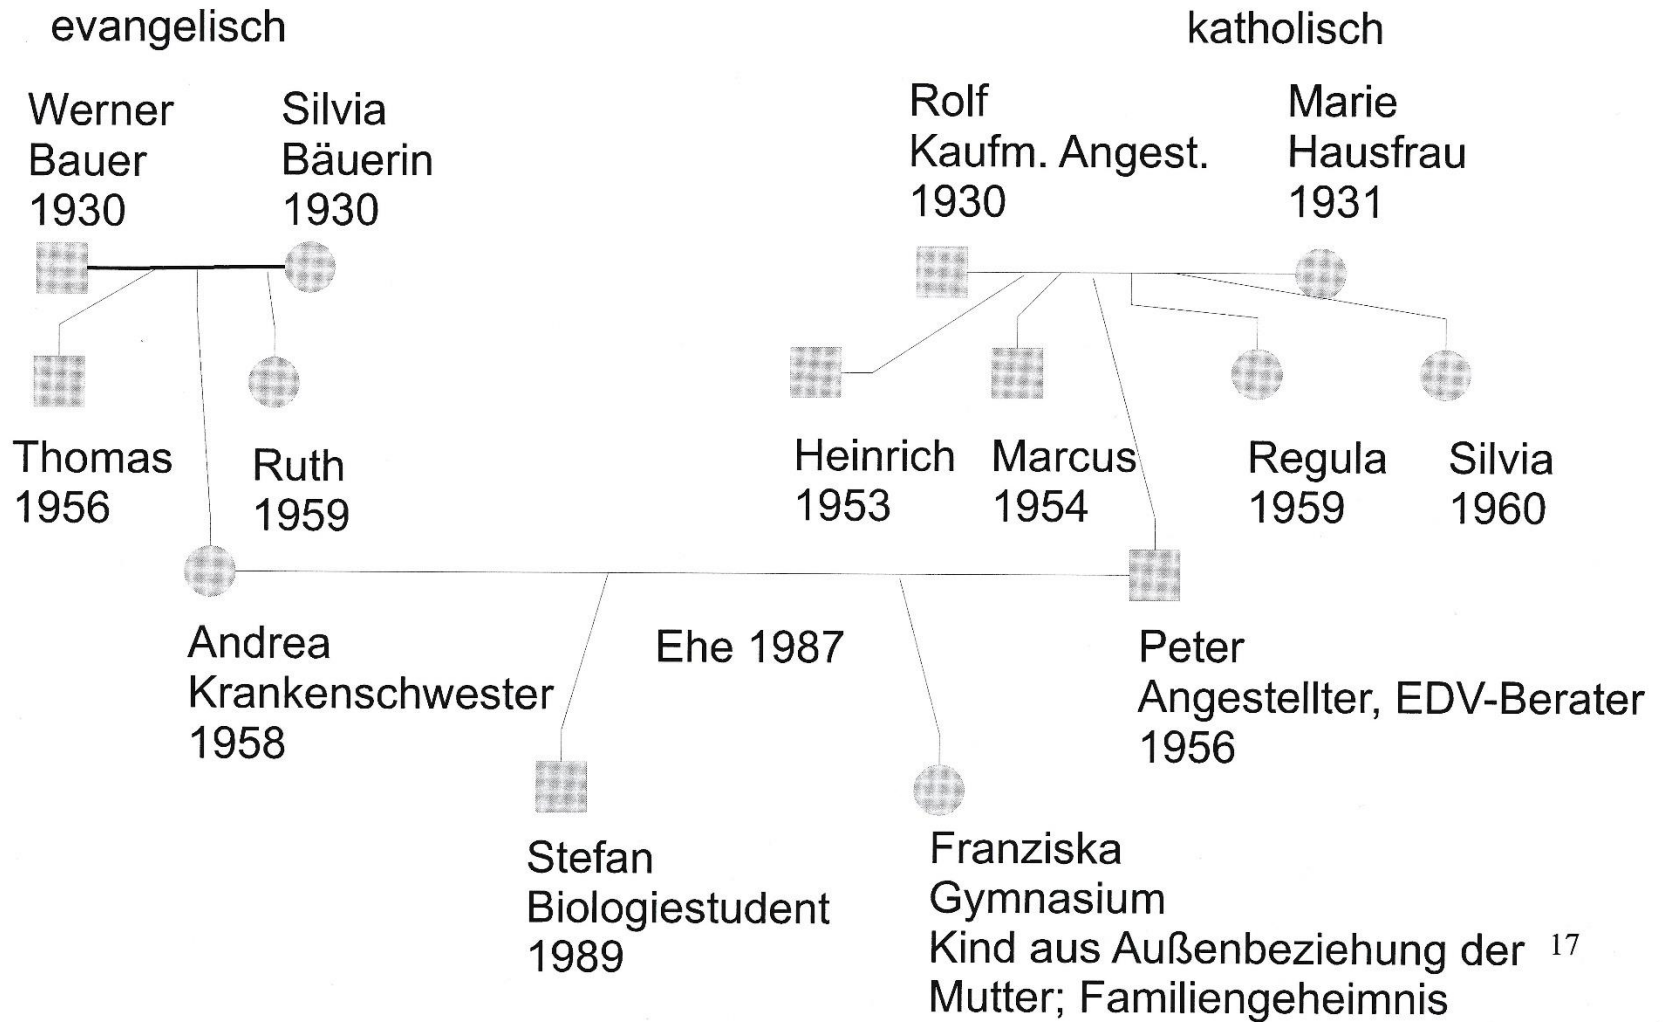 evangelisch
katholisch
Werner
Bauer
1930
Silvia
Bäuerin
1930
Rolf
Kaufm. Angest.
1930
Marie
Hausfrau
1931
Thomas
1956
Ruth
1959
Heinrich
1953
Marcus
1954
Regula
1959
Silvia
1960
Andrea
Krankenschwester
1958
Ehe 1987
Peter
Angestellter, EDV-Berater
1956
Stefan
Biologiestudent
1989
Franziska
Gymnasium
Kind aus Außenbeziehung der
Mutter; Familiengeheimnis
17